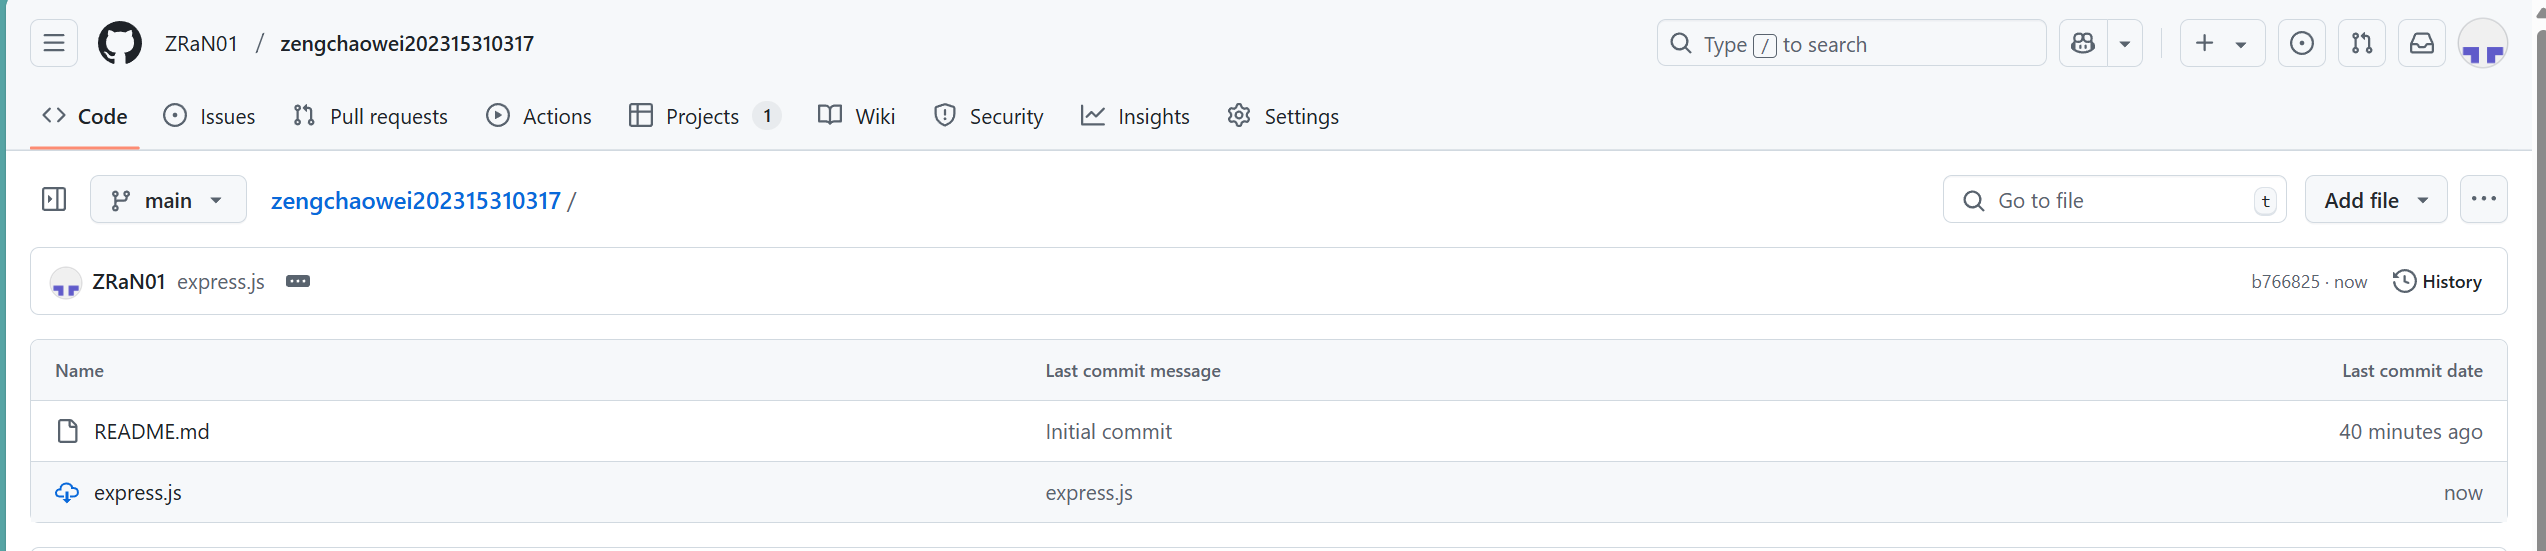 ZRaN01 / zengchaowei202315310317
Type / to search
Code Issues Pull requests Actions Projects 1 Wiki Security Insights Settings
main zengchaowei202315310317 / Go to file t Add file
ZRaN01 express.js b766825 · now History
Name Last commit message Last commit date
README.md Initial commit 40 minutes ago
express.js express.js now